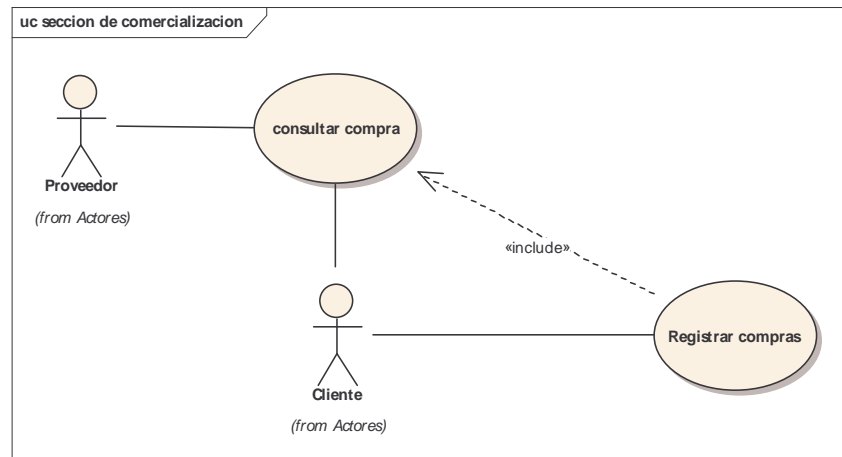 uc seccion de comercializacion
consultar compra
Proveedor
(from Actores)
«include»
Registrar compras
Cliente
(from Actores)